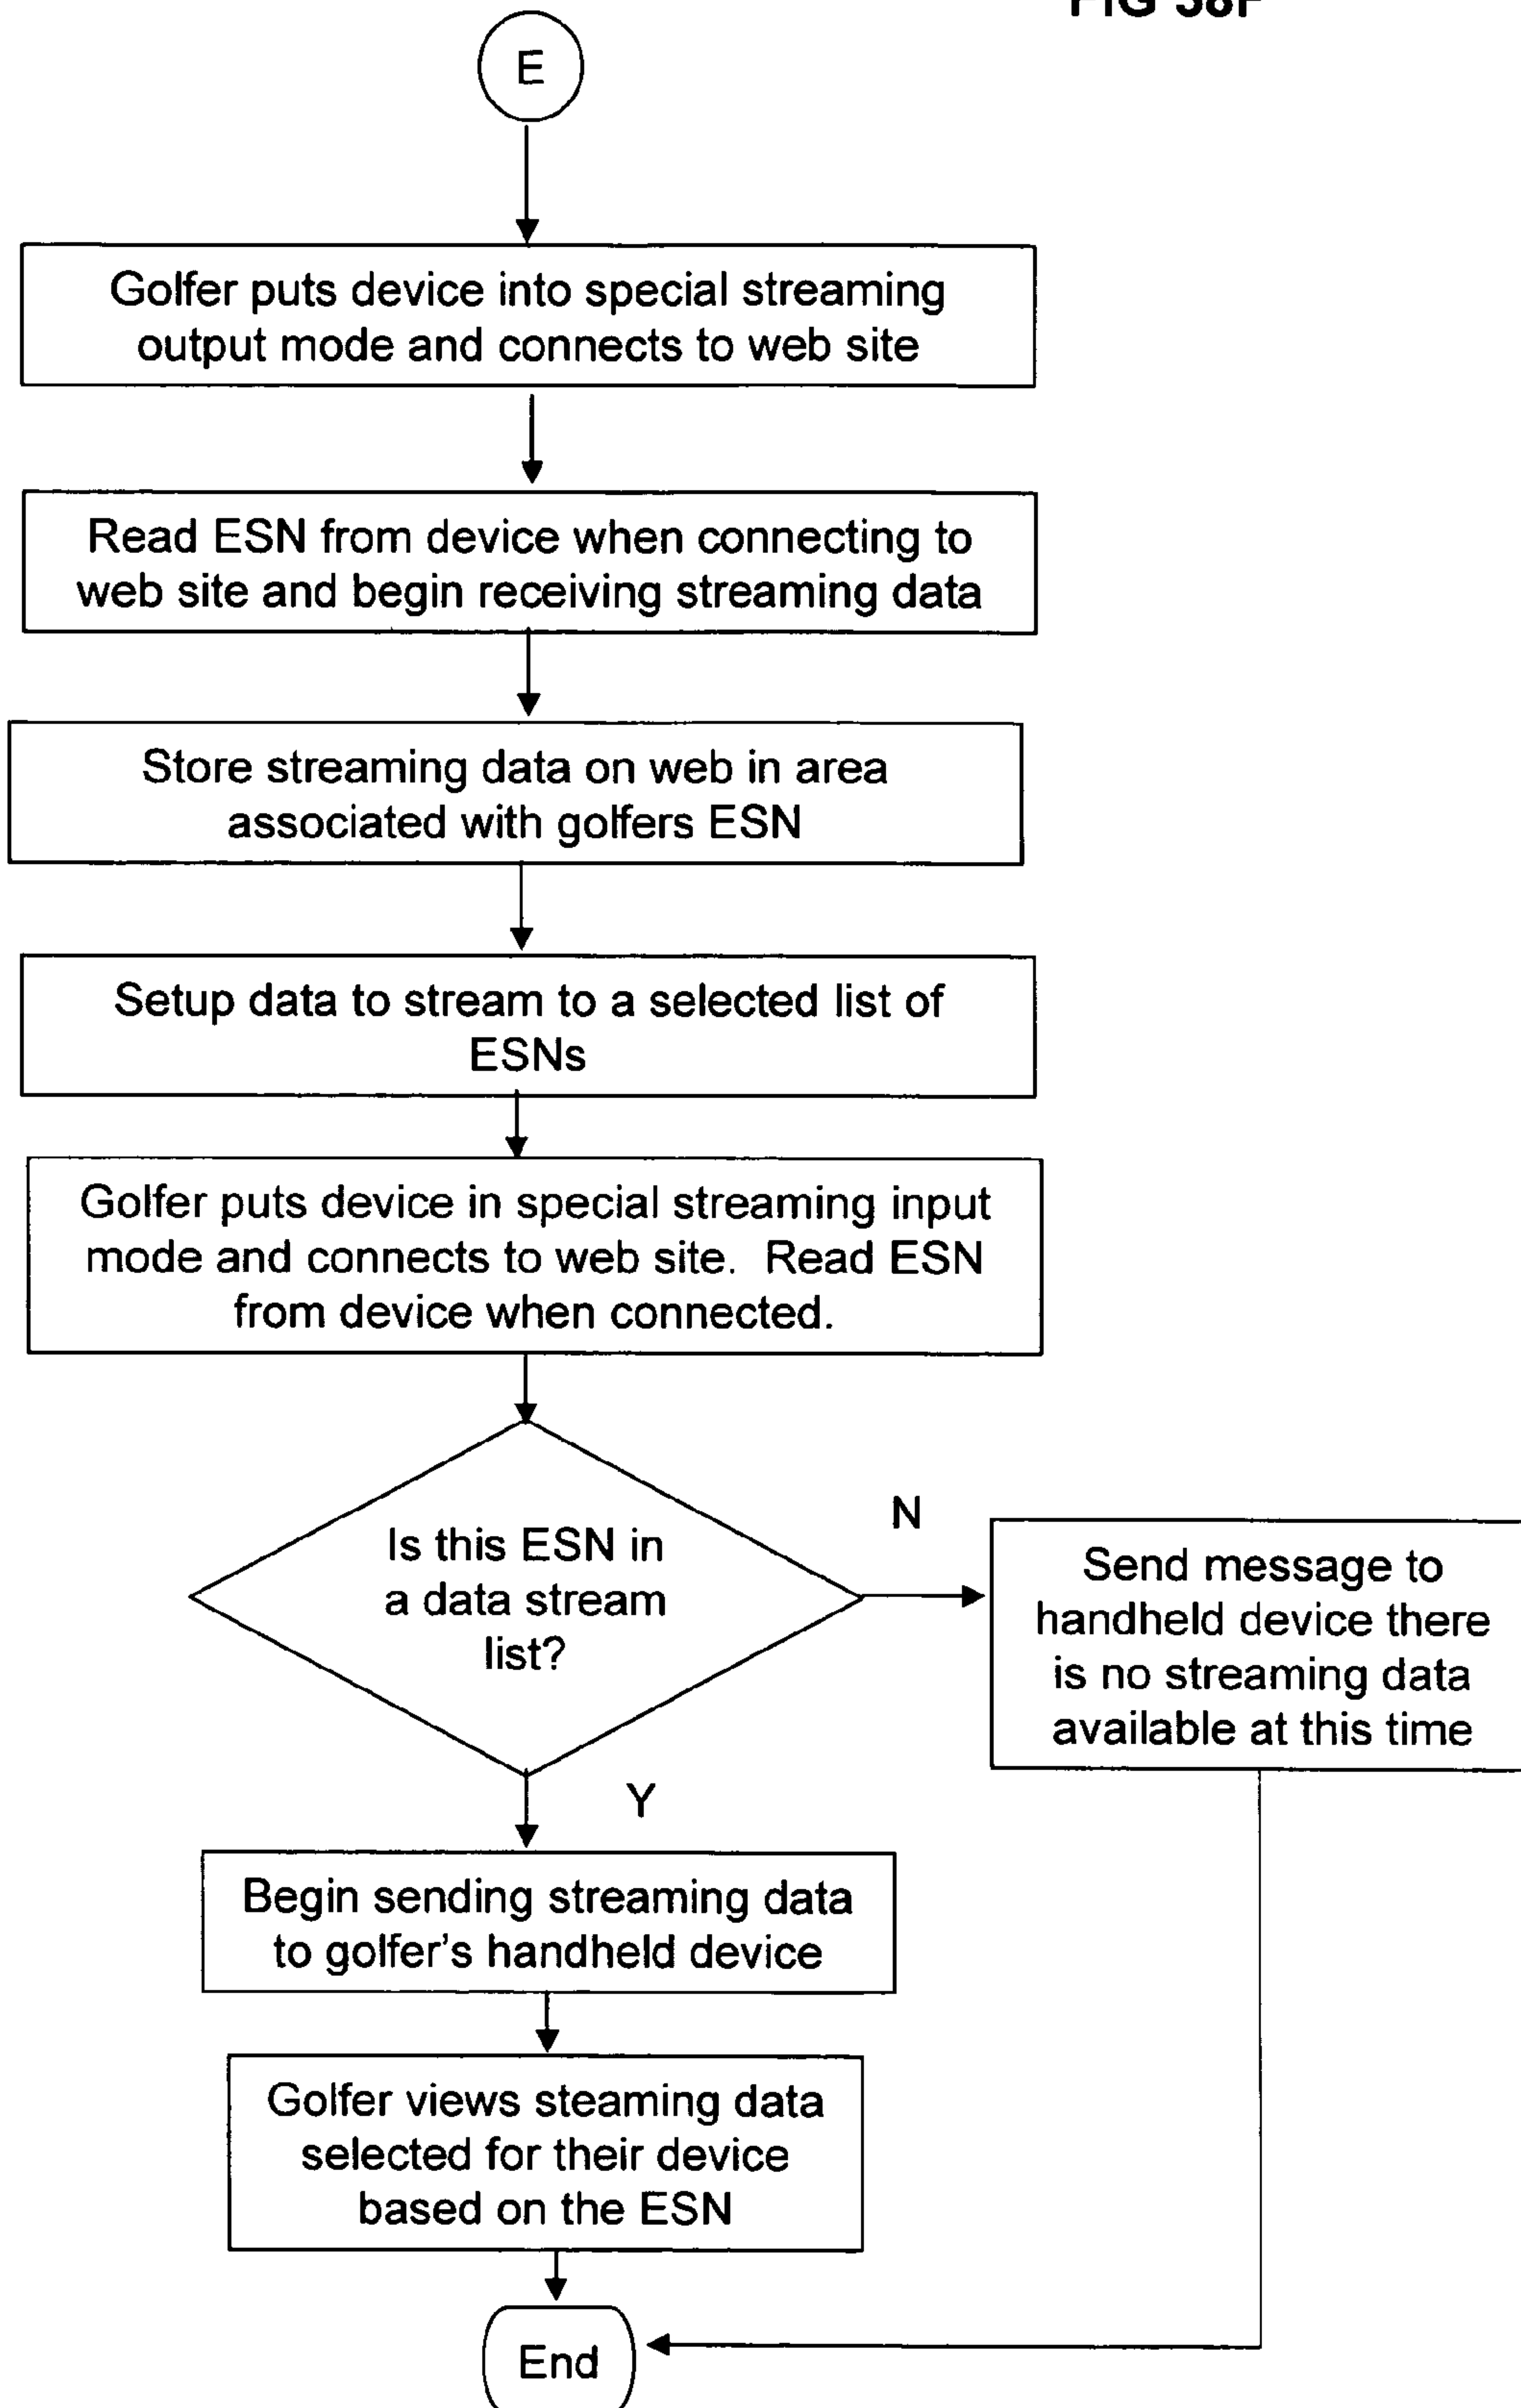 FIG 38F
E
Golfer puts device into special streaming
output mode and connects to web site
Read ESN from device when connecting to
web site and begin receiving streaming data
Store streaming data on web in area
associated with golfers ESN
Setup data to stream to a selected list of
ESNs
Golfer puts device in special streaming input
mode and connects to web site.  Read ESN
from device when connected.
Is this ESN in
a data stream
list?
N
Send message to
handheld device there
is no streaming data
available at this time
Y
Begin sending streaming data
to golfer's handheld device
Golfer views steaming data
selected for their device
based on the ESN
End